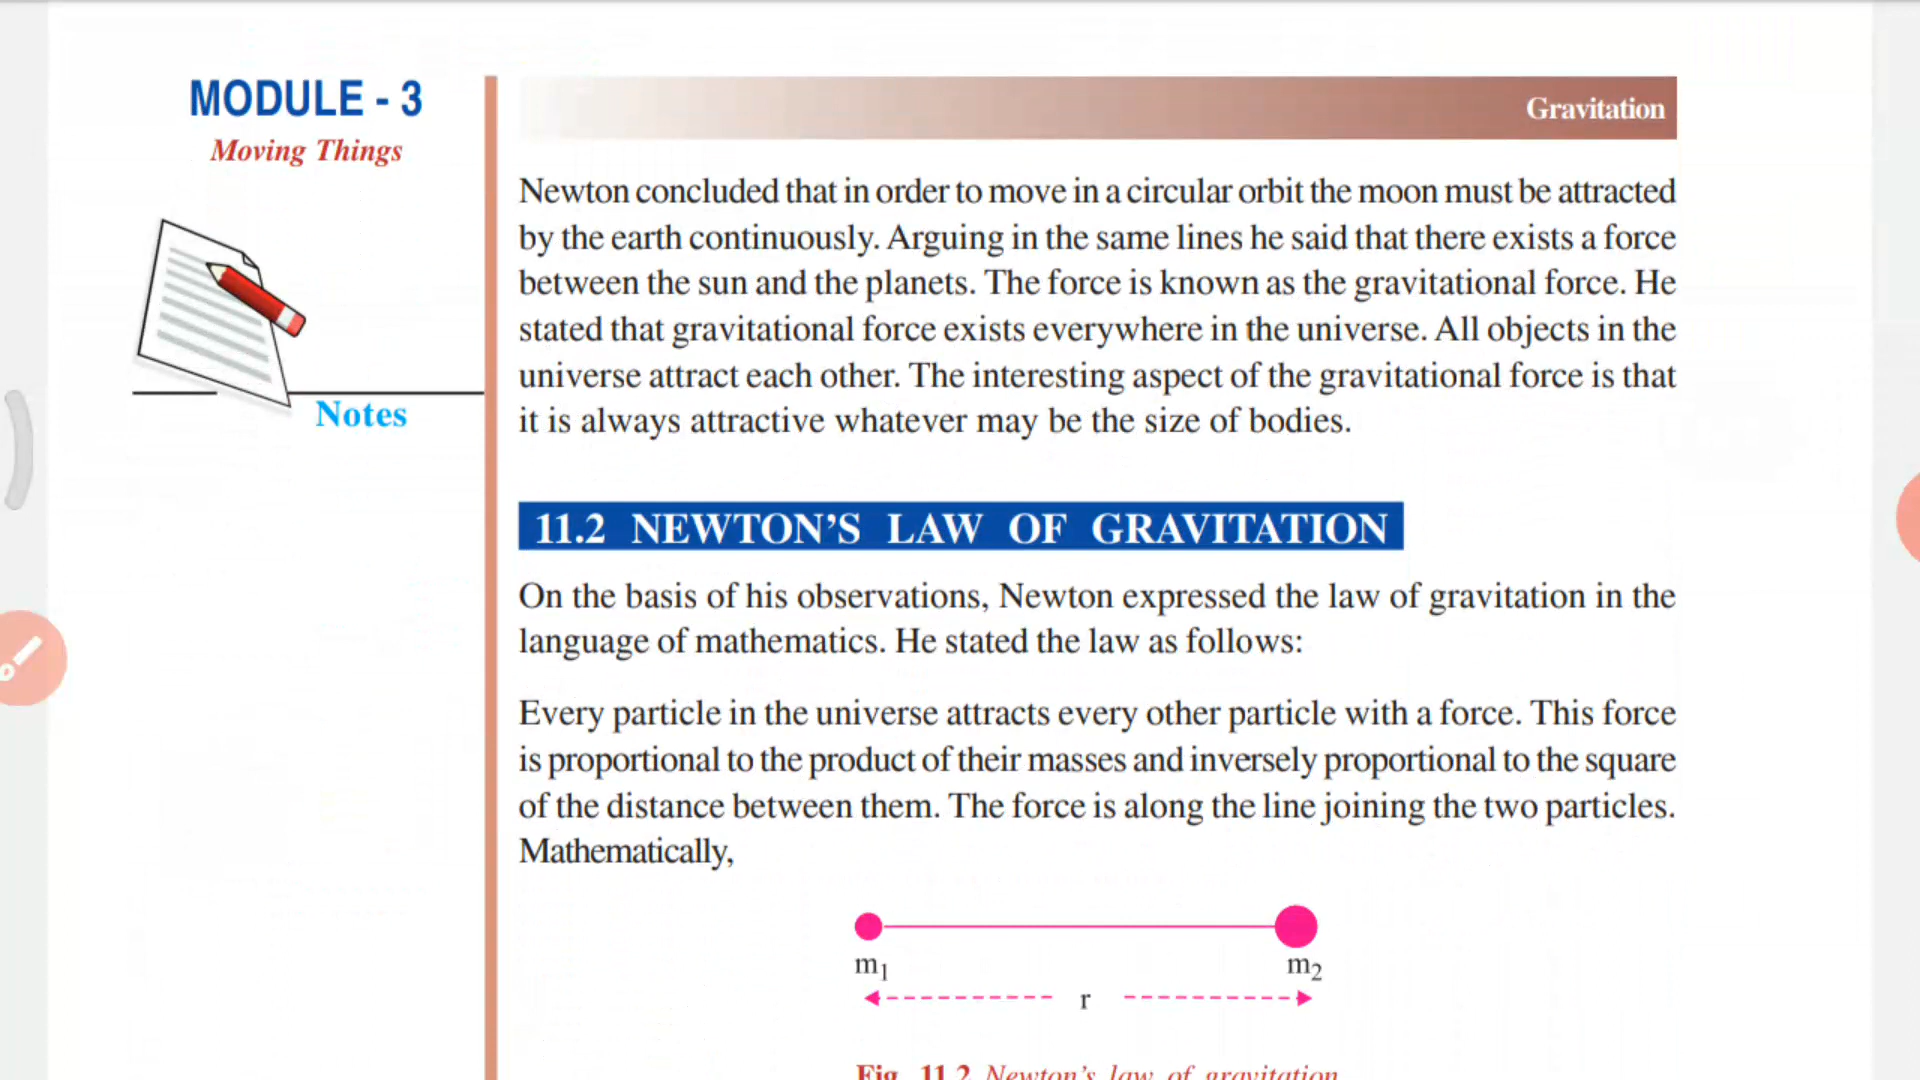 MODULE - 3
Moving Things
Notes
Gravitation
Newton concluded that in order to move in a circular orbit the moon must be attracted
by the earth continuously. Arguing in the same lines he said that there exists a force
between the sun and the planets. The force is known as the gravitational force. He
stated that gravitational force exists everywhere in the universe. All objects in the
universe attract each other. The interesting aspect of the gravitational force is that
it is always attractive whatever may be the size of bodies.
11.2 NEWTON’S LAW OF GRAVITATION
On the basis of his observations, Newton expressed the law of gravitation in the
language of mathematics. He stated the law as follows:
Every particle in the universe attracts every other particle with a force. This force
is proportional to the product of their masses and inversely proportional to the square
of the distance between them. The force is along the line joining the two particles.
Mathematically,
m1 m2
r
Fig. 11.2 Newton’s law of gravitation